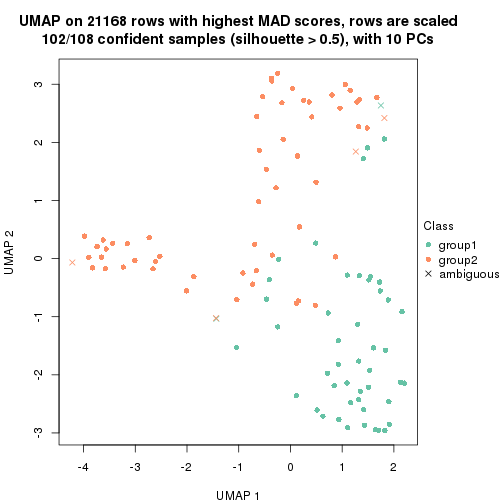 UMAP on 21168 rows with highest MAD scores, rows are scaled
102/108 confident samples (silhouette > 0.5), with 10 PCs
3
2
1
0
-1
-2
-3
UMAP 2
-4 -3 -2 -1 0 1 2
UMAP 1
Class
group1
group2
ambiguous